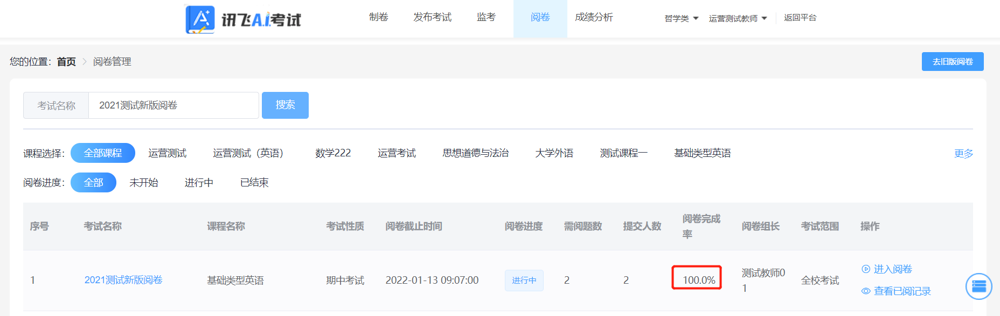 讯飞A.I.考试
制卷 发布考试 监考 阅卷 成绩分析 哲学类 运营测试教师 返回平台
您的位置: 首页 > 阅卷管理
去旧版阅卷
考试名称 2021测试新版阅卷 搜索
课程选择: 全部课程 运营测试 运营测试（英语） 数学222 运营考试 思想道德与法治 大学外语 测试课程一 基础类型英语 更多
阅卷进度: 全部 未开始 进行中 已结束
序号 考试名称 课程名称 考试性质 阅卷截止时间 阅卷进度 需阅题数 提交人数 阅卷完成
率 阅卷组长 考试范围 操作
1 2021测试新版阅卷 基础类型英语 期中考试 2022-01-13 09:07:00 进行中 2 2 100.0% 测试教师0
1 全校考试
进入阅卷
查看已阅记录